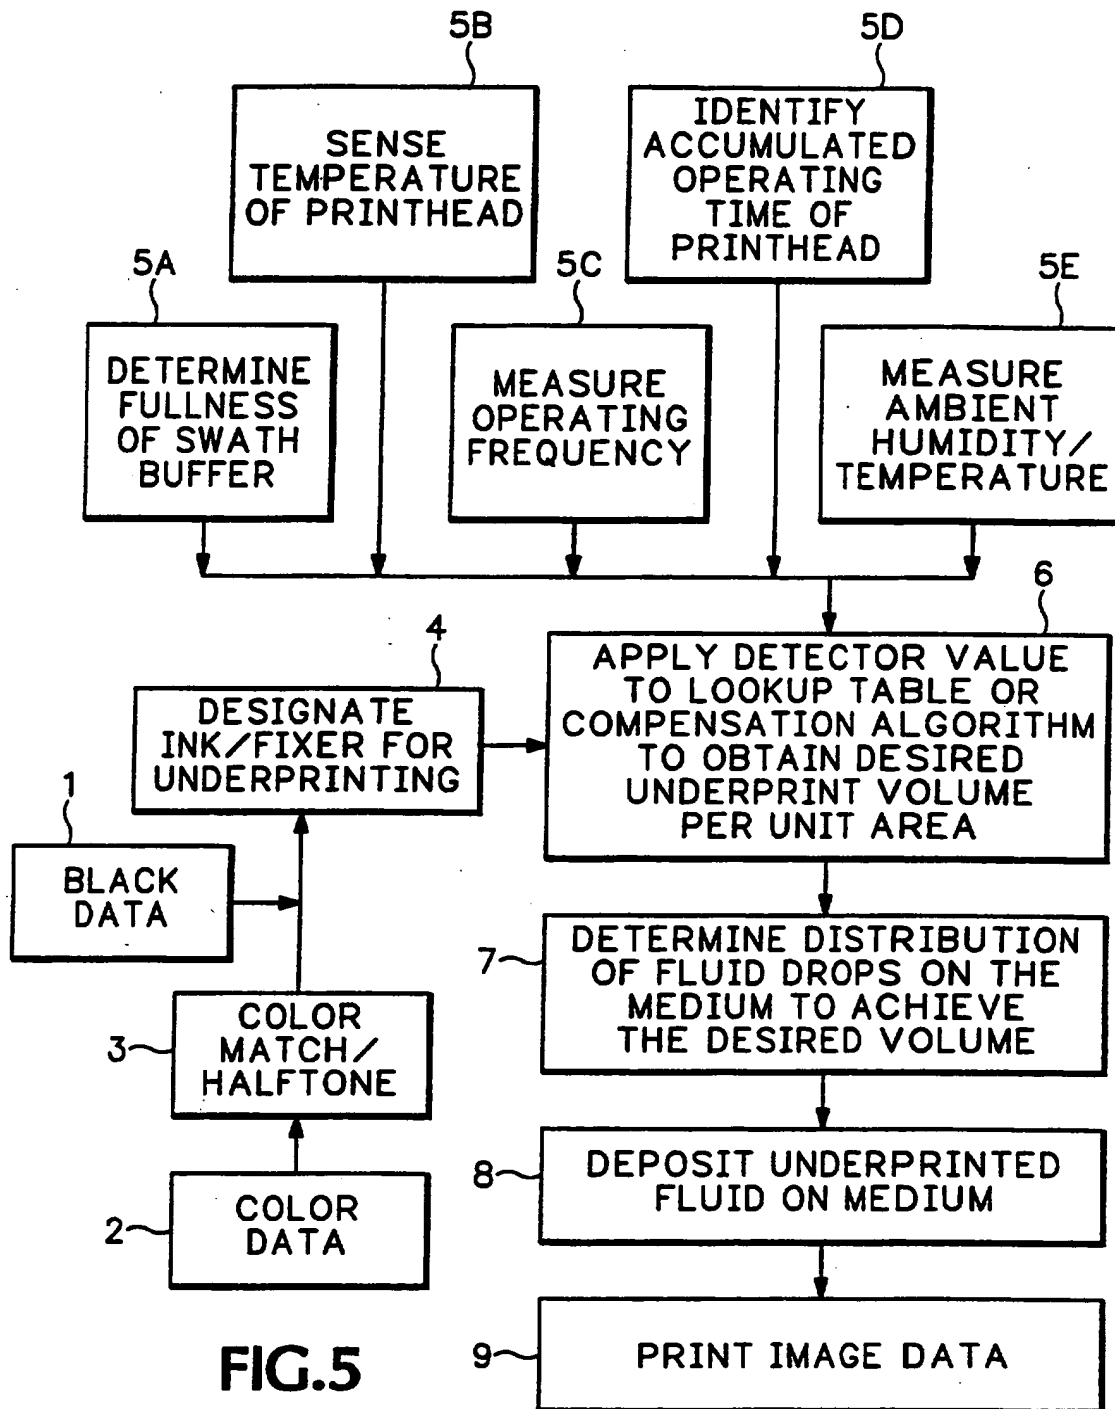 5B
SENSE
TEMPERATURE
OF PRINTHEAD
5D
IDENTIFY
ACCUMULATED
OPERATING
TIME OF
PRINTHEAD
5A
DETERMINE
FULLNESS
OF SWATH
BUFFER
5C
MEASURE
OPERATING
FREQUENCY
5E
MEASURE
AMBIENT
HUMIDITY/
TEMPERATURE
6
APPLY DETECTOR VALUE
TO LOOKUP TABLE OR
COMPENSATION ALGORITHM
TO OBTAIN DESIRED
UNDERPRINT VOLUME
PER UNIT AREA
4
DESIGNATE
INK/FIXER FOR
UNDERPRINTING
1
BLACK
DATA
3
COLOR
MATCH/
HALFTONE
2
COLOR
DATA
7
DETERMINE DISTRIBUTION
OF FLUID DROPS ON THE
MEDIUM TO ACHIEVE
THE DESIRED VOLUME
8
DEPOSIT UNDERPRINTED
FLUID ON MEDIUM
9
PRINT IMAGE DATA
FIG.5